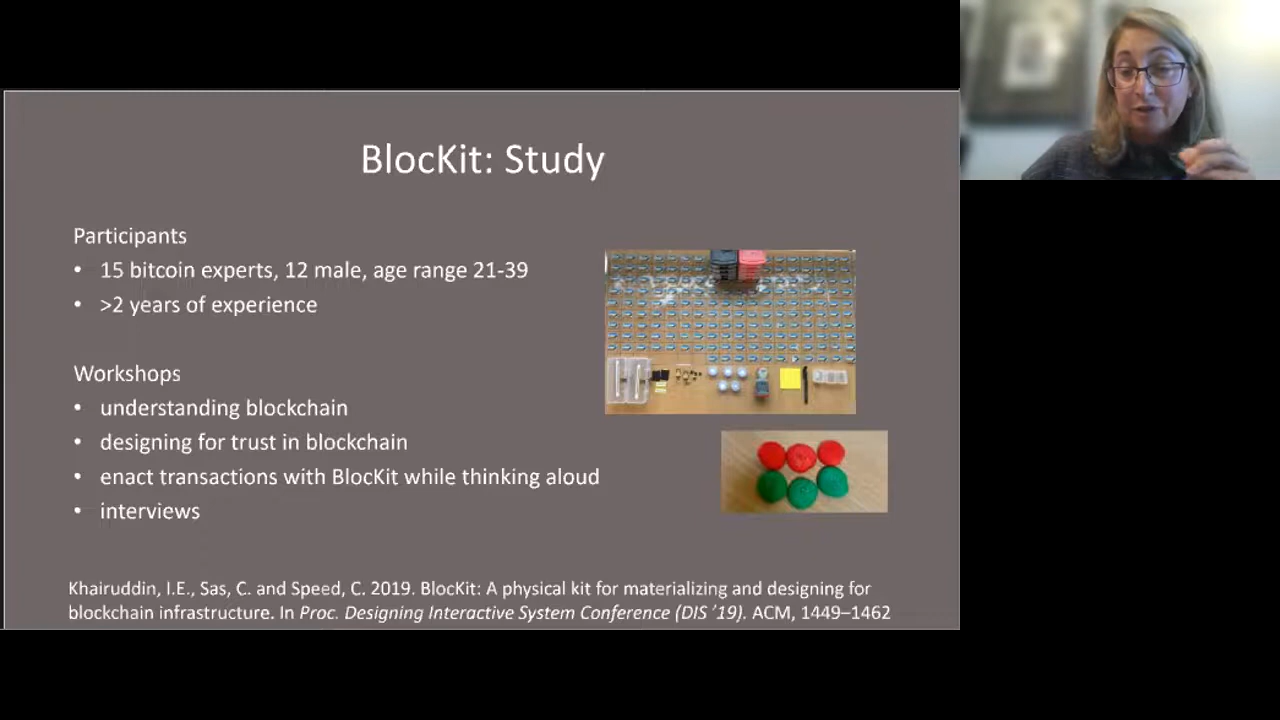 BlocKit: Study
Participants
• 15 bitcoin experts, 12 male, age range 21-39
• >2 years of experience
Workshops
• understanding blockchain
• designing for trust in blockchain
• enact transactions with BlocKit while thinking aloud
• interviews
Khairuddin, I.E., Sas, C. and Speed, C. 2019. BlocKit: A physical kit for materializing and designing for
blockchain infrastructure. In Proc. Designing Interactive System Conference (DIS ’19). ACM, 1449–1462